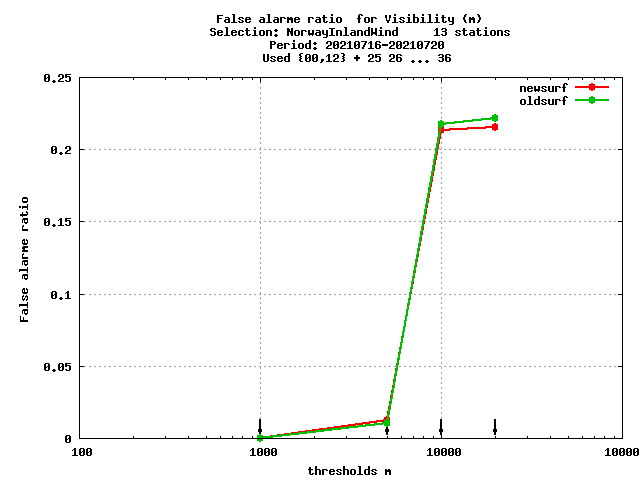 False alarme ratio  for Visibility (m)
Selection: NorwayInlandWind     13 stations
Period: 20210716-20210720
Used {00,12} + 25 26 ... 36
newsurf
oldsurf
0.25
0.2
0.15
0.1
0.05
0
False alarme ratio
100
1000
10000
10000
thresholds m